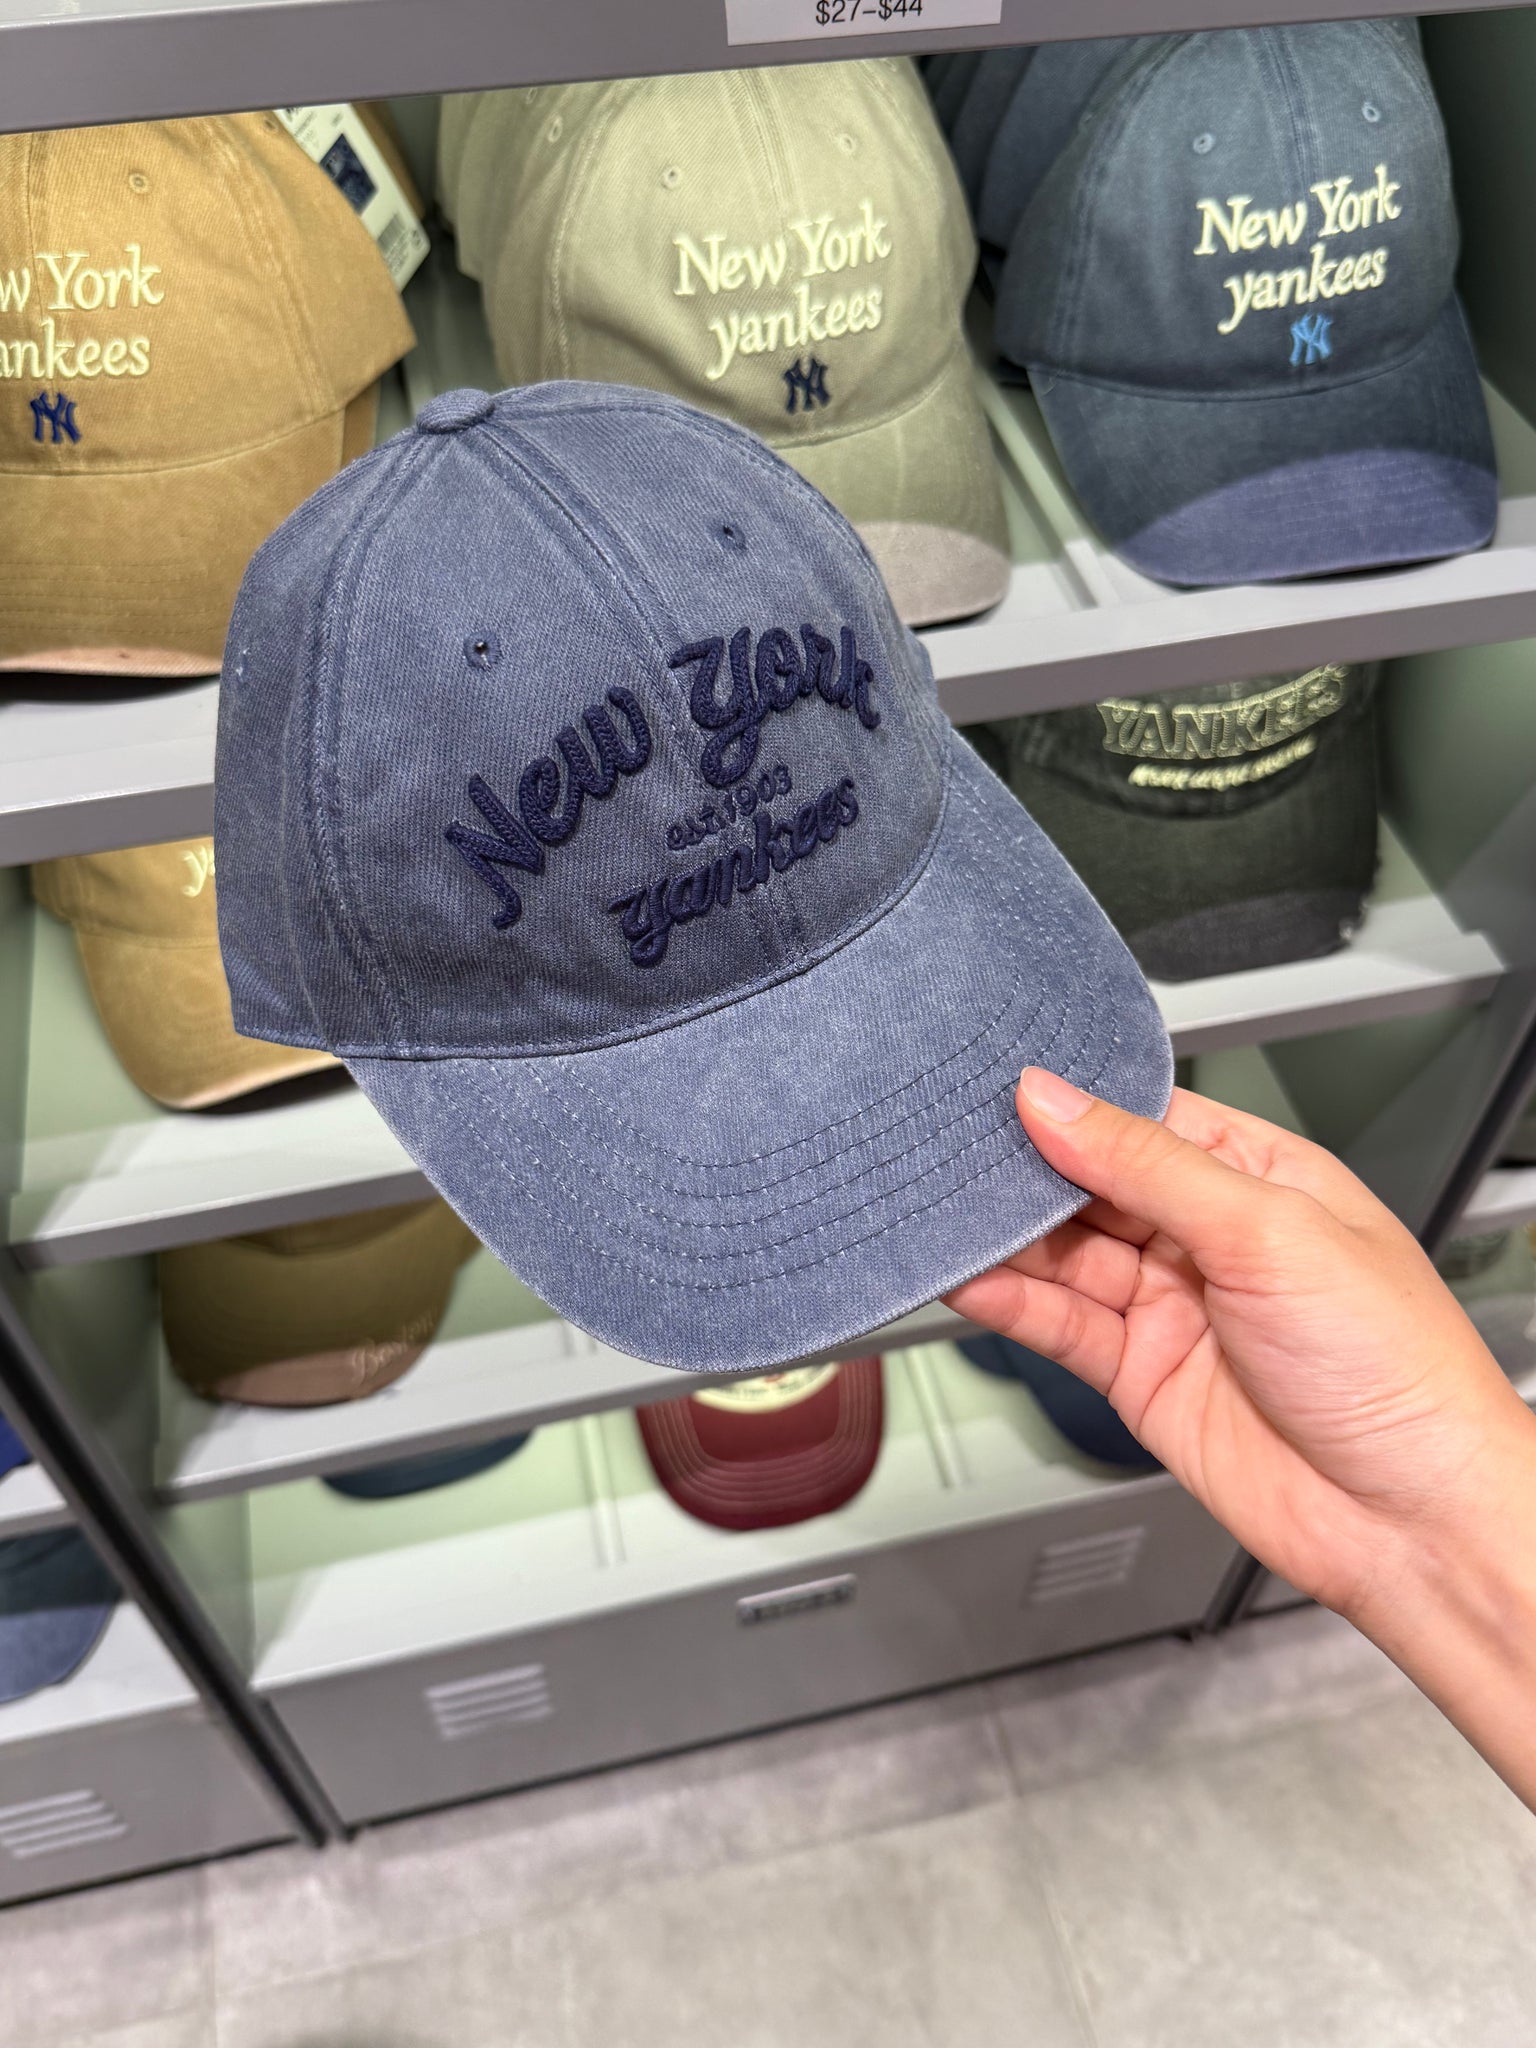 $27–$44
New York
yankees
NY
New York
yankees
NY
York
ankees
NY
New York
est. 1903
yankees
YANKEES
Boston